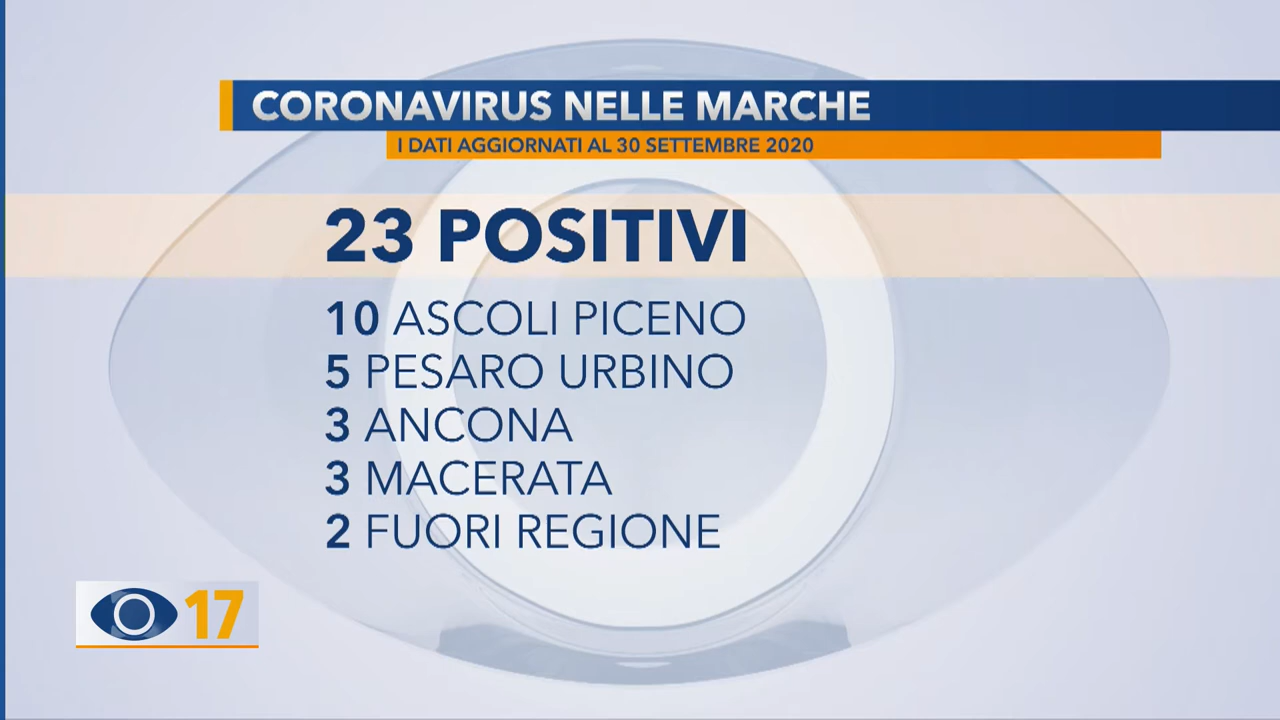 CORONAVIRUS NELLE MARCHE
I DATI AGGIORNATI AL 30 SETTEMBRE 2020
23 POSITIVI
10 ASCOLI PICENO
5 PESARO URBINO
3 ANCONA
3 MACERATA
2 FUORI REGIONE
17